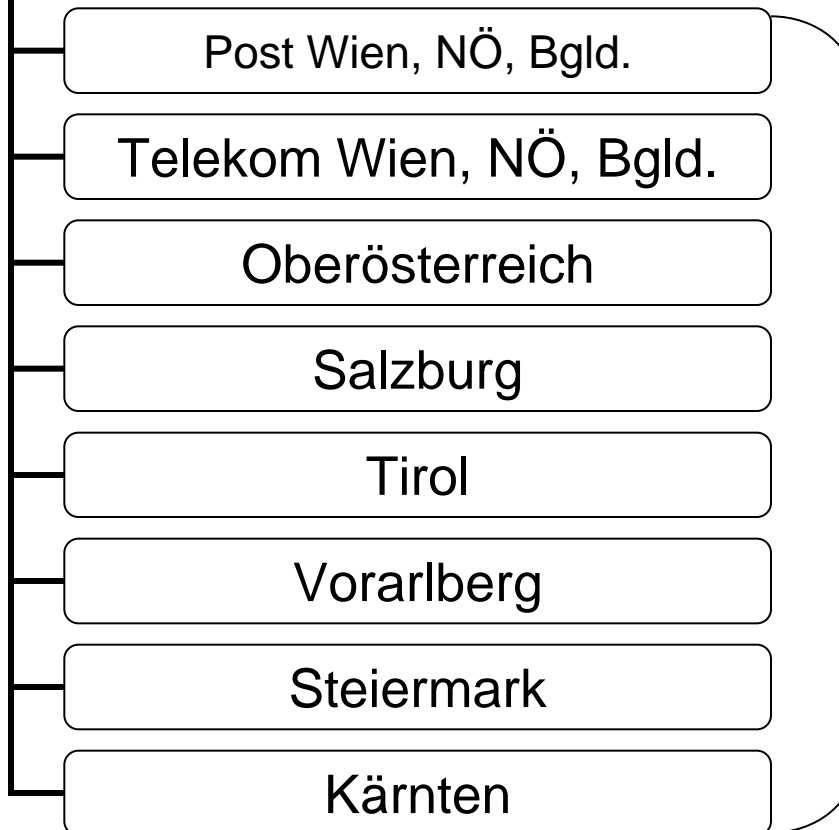 Post Wien, NÖ, Bgld.
Telekom Wien, NÖ, Bgld.
Oberösterreich
Salzburg
Tirol
Vorarlberg
Steiermark
Kärnten